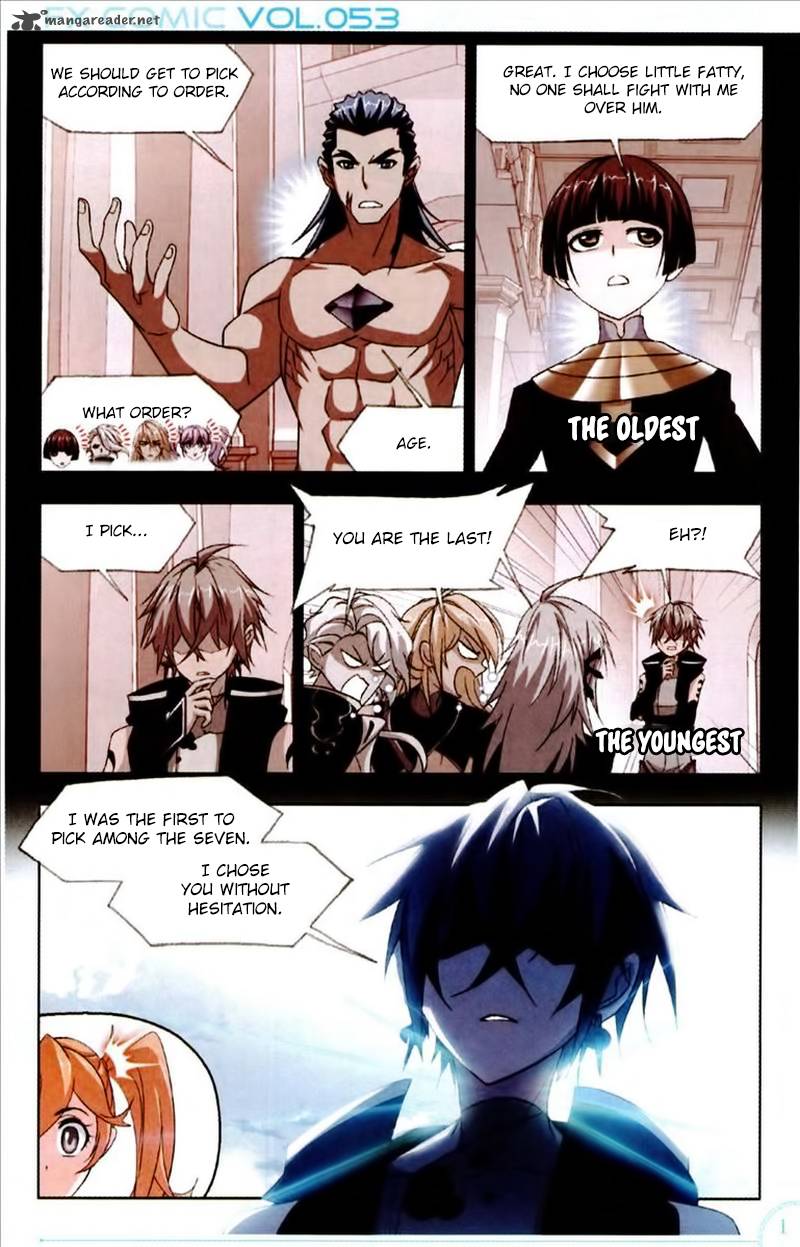 mangareader.net
EX COMIC VOL.053
WE SHOULD GET TO PICK
ACCORDING TO ORDER.
WHAT ORDER?
AGE.
GREAT. I CHOOSE LITTLE FATTY,
NO ONE SHALL FIGHT WITH ME
OVER HIM.
THE OLDEST
I PICK...
YOU ARE THE LAST!
EH?!
THE YOUNGEST
I WAS THE FIRST TO
PICK AMONG THE SEVEN.
I CHOSE
YOU WITHOUT
HESITATION.
1